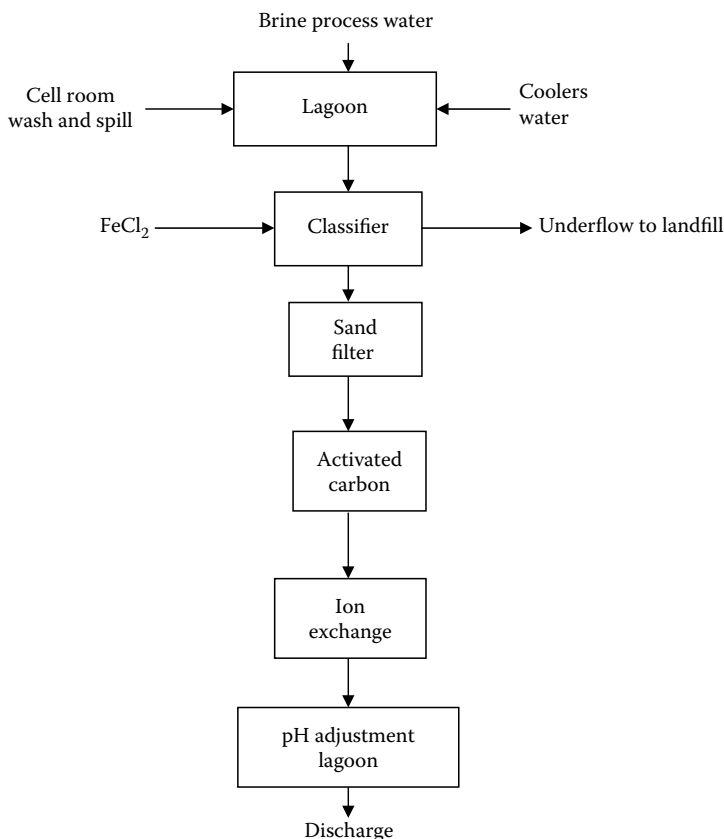 Brine process water
Cell room
wash and spill
Lagoon
Coolers
water
FeCl₂
Classifier
Underflow to landfill
Sand
filter
Activated
carbon
Ion
exchange
pH adjustment
lagoon
Discharge